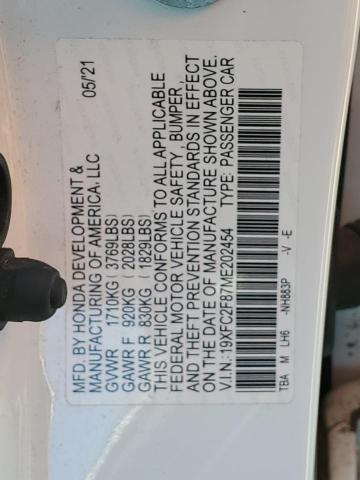 MFD. BY HONDA DEVELOPMENT & 05/21
MANUFACTURING OF AMERICA, LLC
GVWR 1710KG ( 3769LBS)
GAWR F 920KG ( 2028LBS)
GAWR R 830KG ( 1829LBS)
THIS VEHICLE CONFORMS TO ALL APPLICABLE
FEDERAL MOTOR VEHICLE SAFETY, BUMPER,
AND THEFT PREVENTION STANDARDS IN EFFECT
ON THE DATE OF MANUFACTURE SHOWN ABOVE.
V.I.N.: 19XFC2F87ME202454 TYPE: PASSENGER CAR
TBA M LH6 -NH883P -V -E